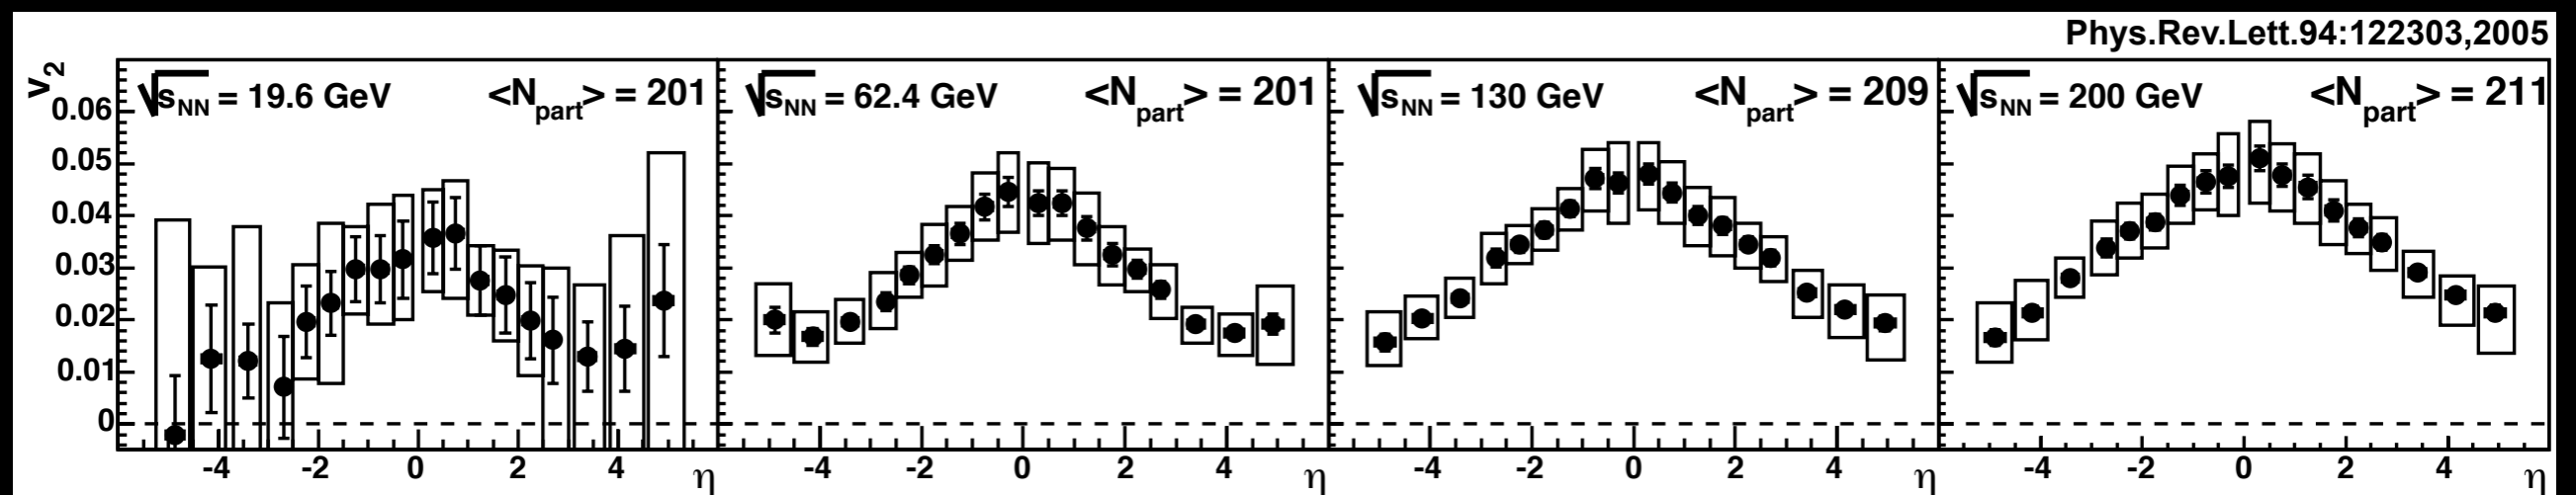 Phys.Rev.Lett.94:122303,2005
v2
√sNN = 19.6 GeV <Npart> = 201
√sNN = 62.4 GeV <Npart> = 201
√sNN = 130 GeV <Npart> = 209
√sNN = 200 GeV <Npart> = 211
0.06
0.05
0.04
0.03
0.02
0.01
0
-4 -2 0 2 4 η
-4 -2 0 2 4 η
-4 -2 0 2 4 η
-4 -2 0 2 4 η